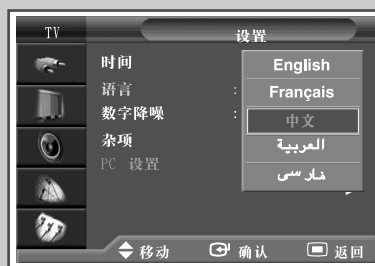 TV
设置
时间
语言 :
数字降噪 :
杂项
PC 设置
English
Français
中文
العربية
فارسی
移动 确认 返回